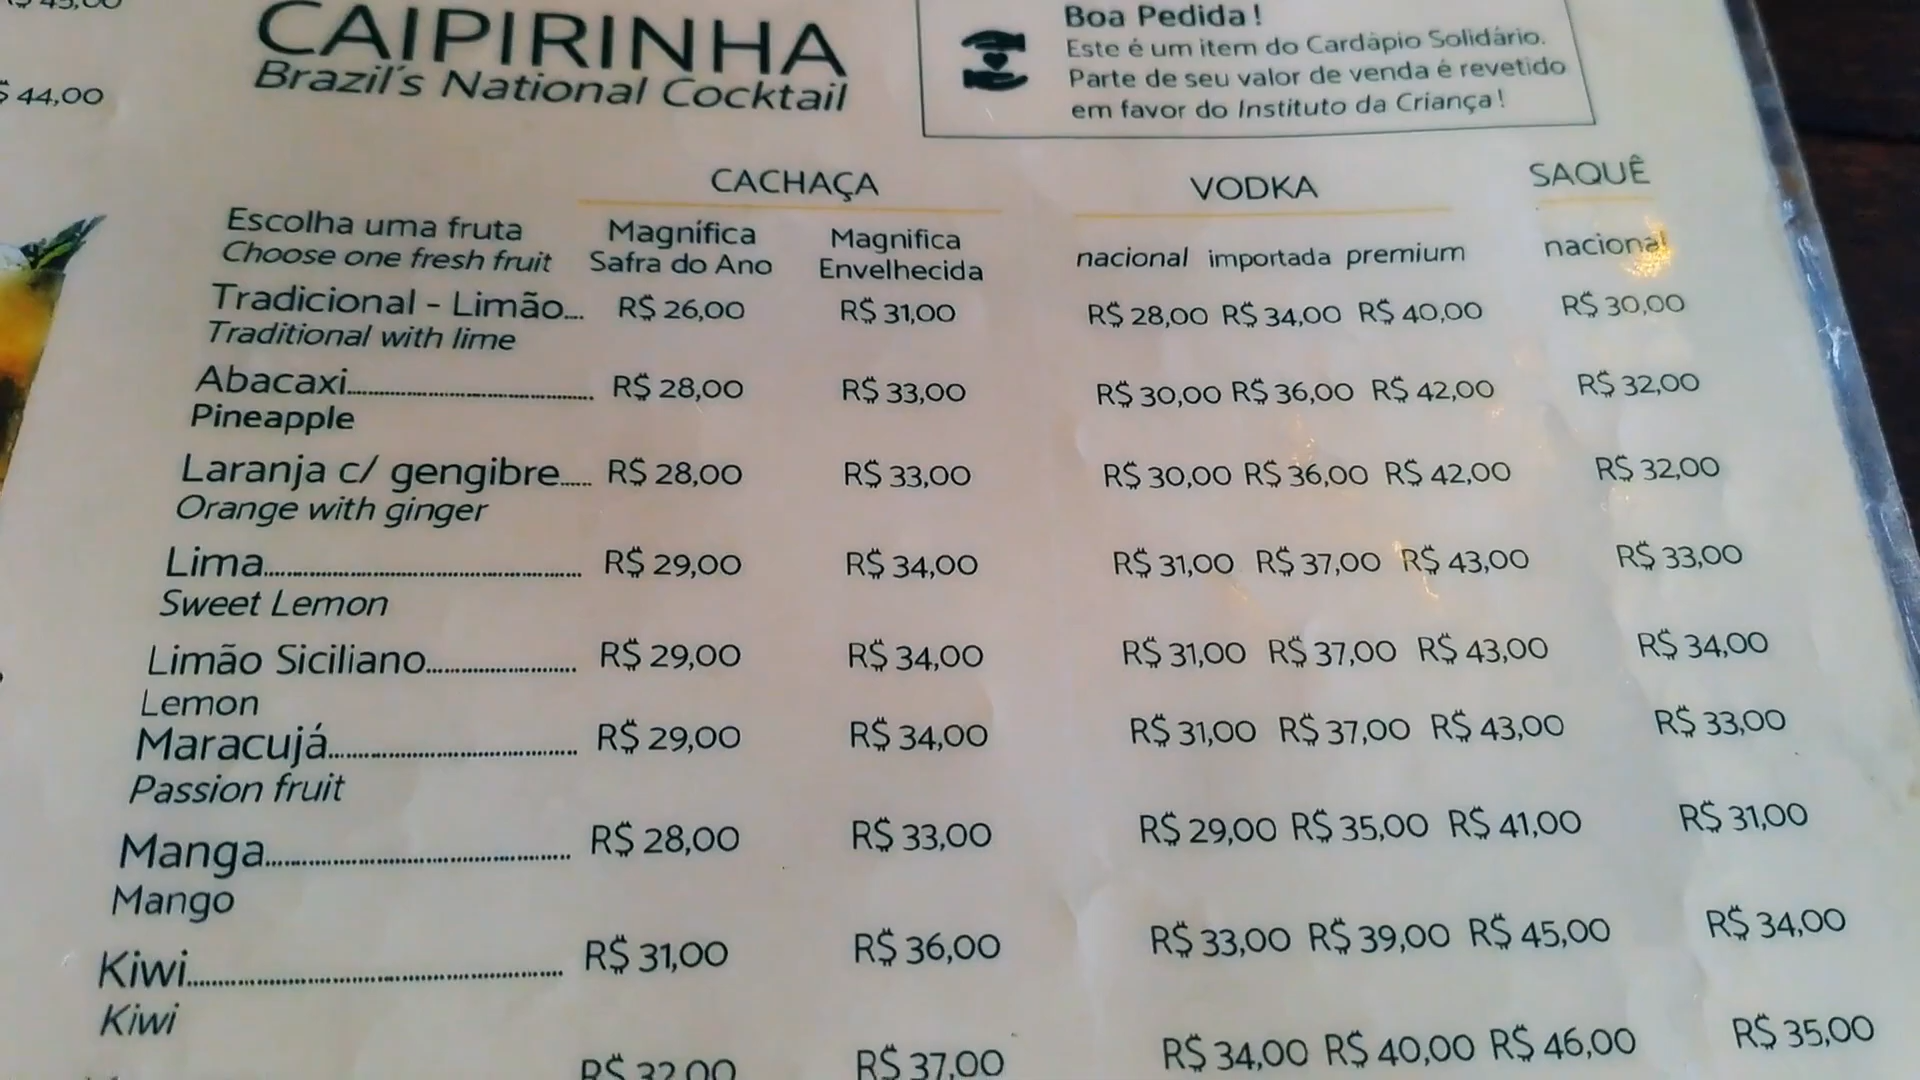 R$ 44,00
CAIPIRINHA
Brazil's National Cocktail
Boa Pedida!
Este é um item do Cardápio Solidário.
Parte de seu valor de venda é revetido
em favor do Instituto da Criança!
CACHAÇA VODKA SAQUÊ
Escolha uma fruta Magnífica Magnifica
Choose one fresh fruit Safra do Ano Envelhecida nacional importada premium nacional
Tradicional - Limão... R$ 26,00 R$ 31,00 R$ 28,00 R$ 34,00 R$ 40,00 R$ 30,00
Traditional with lime
Abacaxi........ R$ 28,00 R$ 33,00 R$ 30,00 R$ 36,00 R$ 42,00 R$ 32,00
Pineapple
Laranja c/ gengibre..... R$ 28,00 R$ 33,00 R$ 30,00 R$ 36,00 R$ 42,00 R$ 32,00
Orange with ginger
Lima........ R$ 29,00 R$ 34,00 R$ 31,00 R$ 37,00 R$ 43,00 R$ 33,00
Sweet Lemon
Limão Siciliano........ R$ 29,00 R$ 34,00 R$ 31,00 R$ 37,00 R$ 43,00 R$ 34,00
Lemon
Maracujá........ R$ 29,00 R$ 34,00 R$ 31,00 R$ 37,00 R$ 43,00 R$ 33,00
Passion fruit
Manga........ R$ 28,00 R$ 33,00 R$ 29,00 R$ 35,00 R$ 41,00 R$ 31,00
Mango
Kiwi........ R$ 31,00 R$ 36,00 R$ 33,00 R$ 39,00 R$ 45,00 R$ 34,00
Kiwi
R$ 32,00 R$ 37,00 R$ 34,00 R$ 40,00 R$ 46,00 R$ 35,00